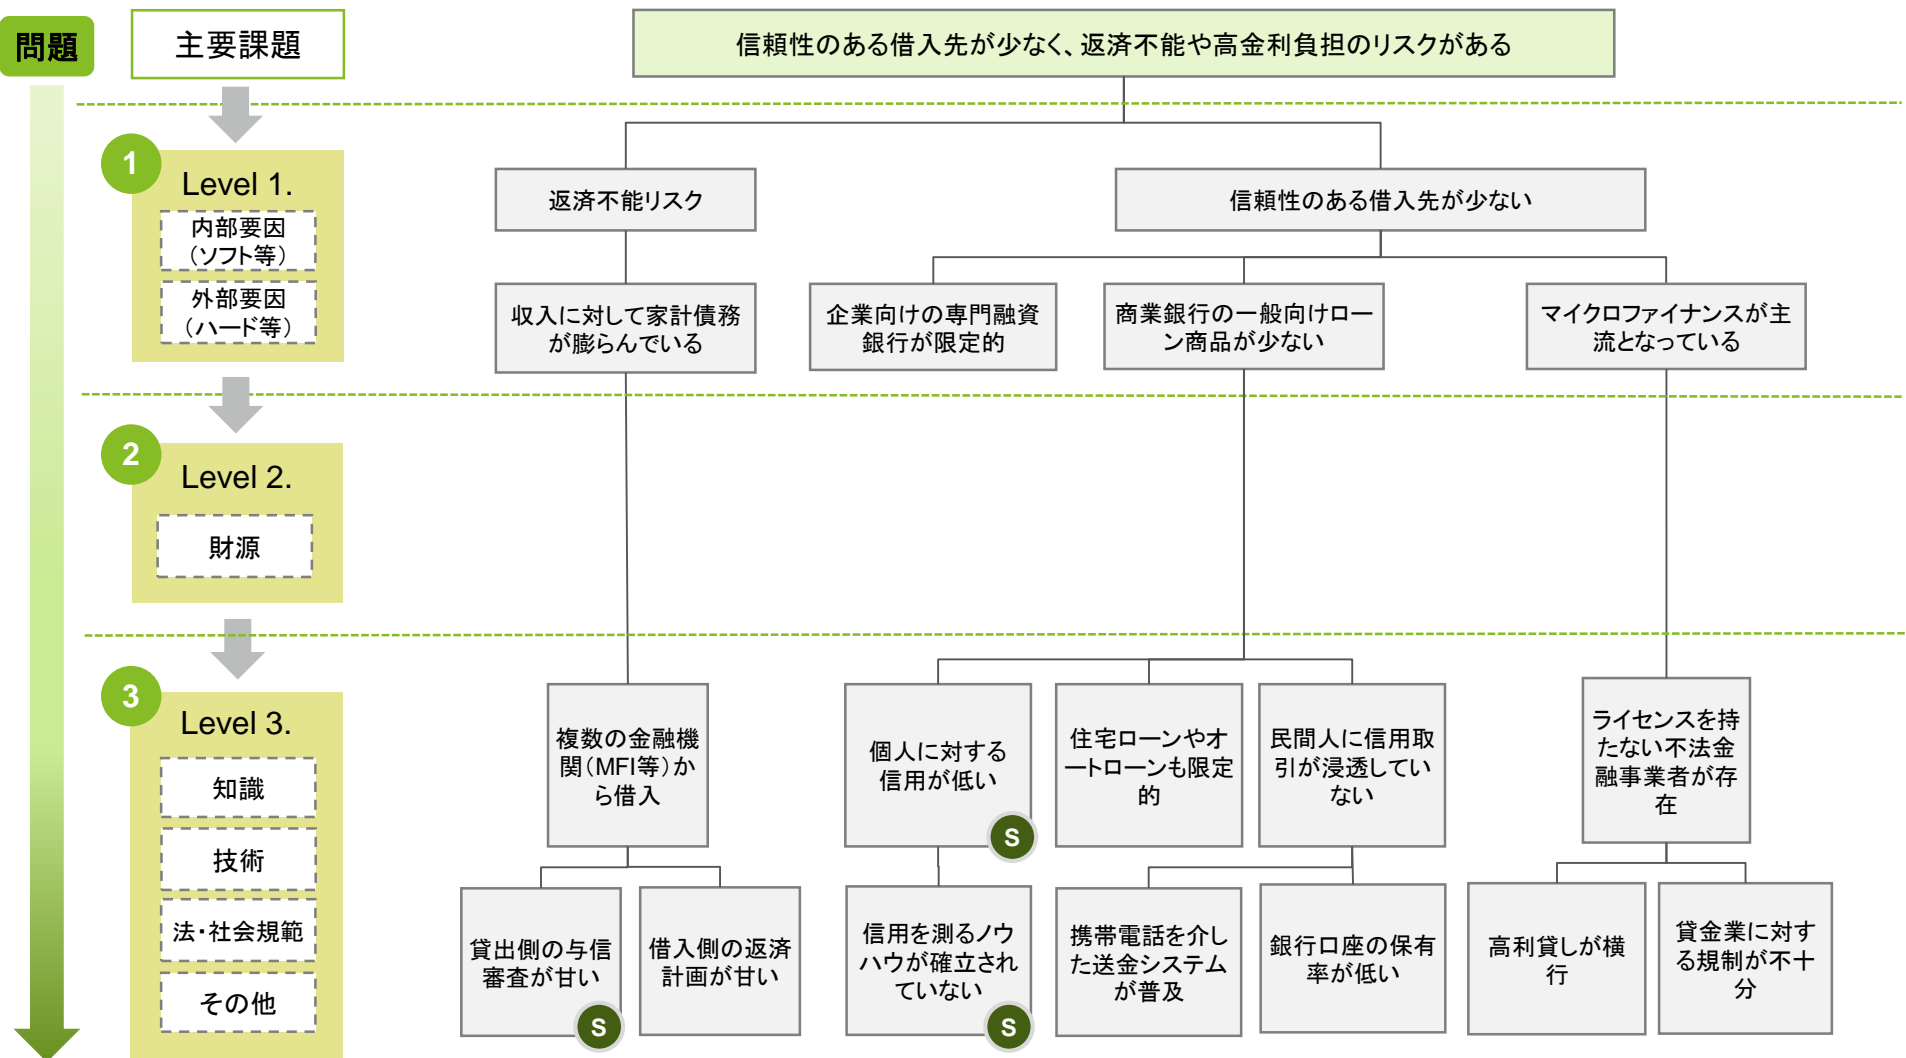 問題
主要課題
信頼性のある借入先が少なく、返済不能や高金利負担のリスクがある
1
Level 1.
内部要因
（ソフト等）
外部要因
（ハード等）
返済不能リスク
信頼性のある借入先が少ない
収入に対して家計債務
が膨らんでいる
企業向けの専門融資
銀行が限定的
商業銀行の一般向けロー
ン商品が少ない
マイクロファイナンスが主
流となっている
2
Level 2.
財源
3
Level 3.
知識
技術
法・社会規範
その他
複数の金融機
関（MFI等）か
ら借入
個人に対する
信用が低い
S
住宅ローンやオ
ートローンも限定
的
民間人に信用取
引が浸透してい
ない
ライセンスを持
たない不法金
融事業者が存
在
貸出側の与信
審査が甘い
S
借入側の返済
計画が甘い
信用を測るノウ
ハウが確立され
ていない
S
携帯電話を介し
た送金システム
が普及
銀行口座の保有
率が低い
高利貸しが横
行
貸金業に対す
る規制が不十
分